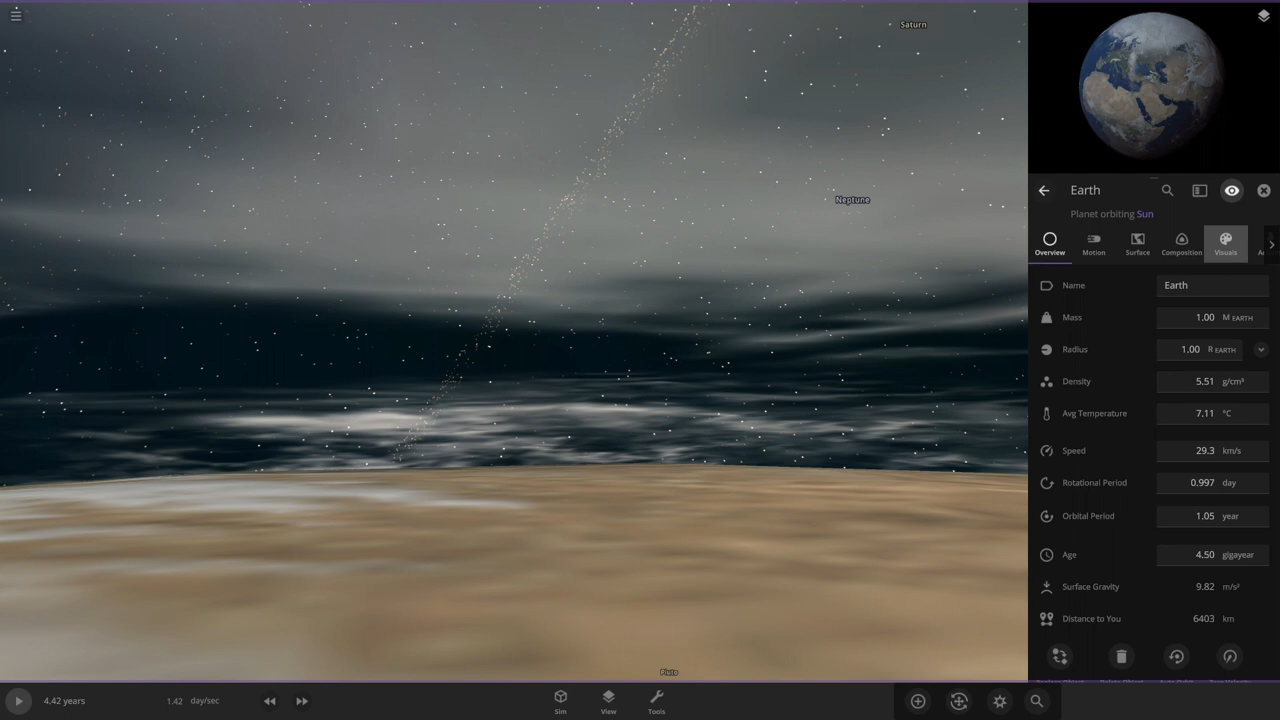 Saturn
Neptune
Pluto
Earth
Planet orbiting Sun
Overview Motion Surface Composition Visuals
Name Earth
Mass 1.00 M EARTH
Radius 1.00 R EARTH
Density 5.51 g/cm³
Avg Temperature 7.11 °C
Speed 29.3 km/s
Rotational Period 0.997 day
Orbital Period 1.05 year
Age 4.50 gigayear
Surface Gravity 9.82 m/s²
Distance to You 6403 km
4.42 years 1.42 day/sec
Sim View Tools